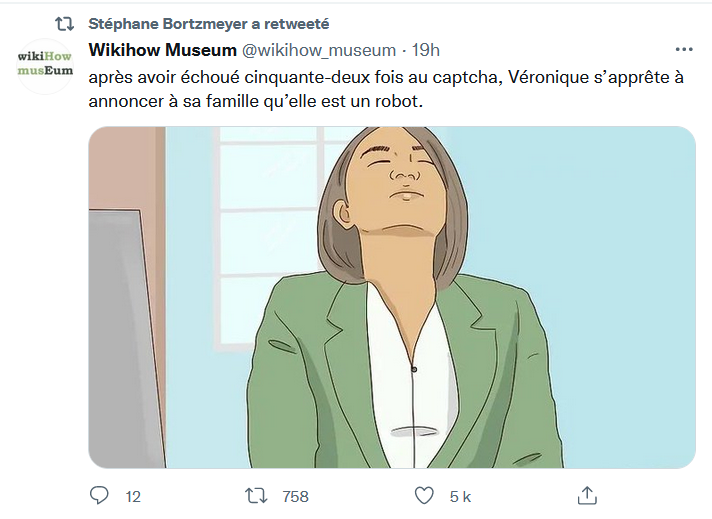 Stéphane Bortzmeyer a retweeté
wikiHow
musEum
Wikihow Museum @wikihow_museum · 19h
après avoir échoué cinquante-deux fois au captcha, Véronique s’apprête à
annoncer à sa famille qu’elle est un robot.
12
758
5 k